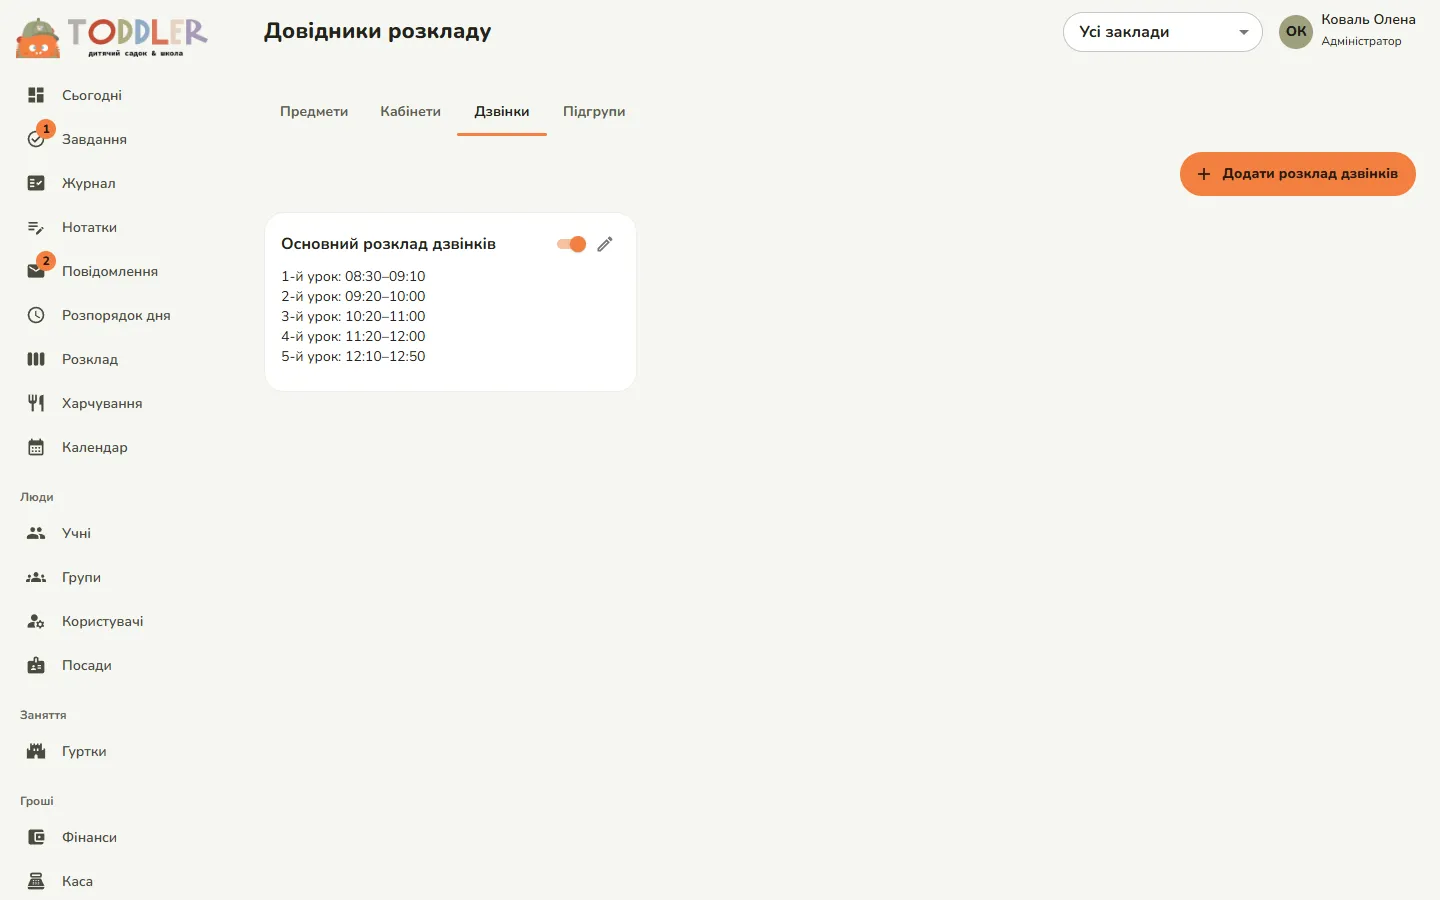 TODDLER
дитячий садок & школа
Довідники розкладу
Усі заклади
ОК
Коваль Олена
Адміністратор
Сьогодні
1
Завдання
Журнал
Нотатки
2
Повідомлення
Розпорядок дня
Розклад
Харчування
Календар
Люди
Учні
Групи
Користувачі
Посади
Заняття
Гуртки
Гроші
Фінанси
Каса
Предмети
Кабінети
Дзвінки
Підгрупи
Додати розклад дзвінків
Основний розклад дзвінків
1-й урок: 08:30–09:10
2-й урок: 09:20–10:00
3-й урок: 10:20–11:00
4-й урок: 11:20–12:00
5-й урок: 12:10–12:50